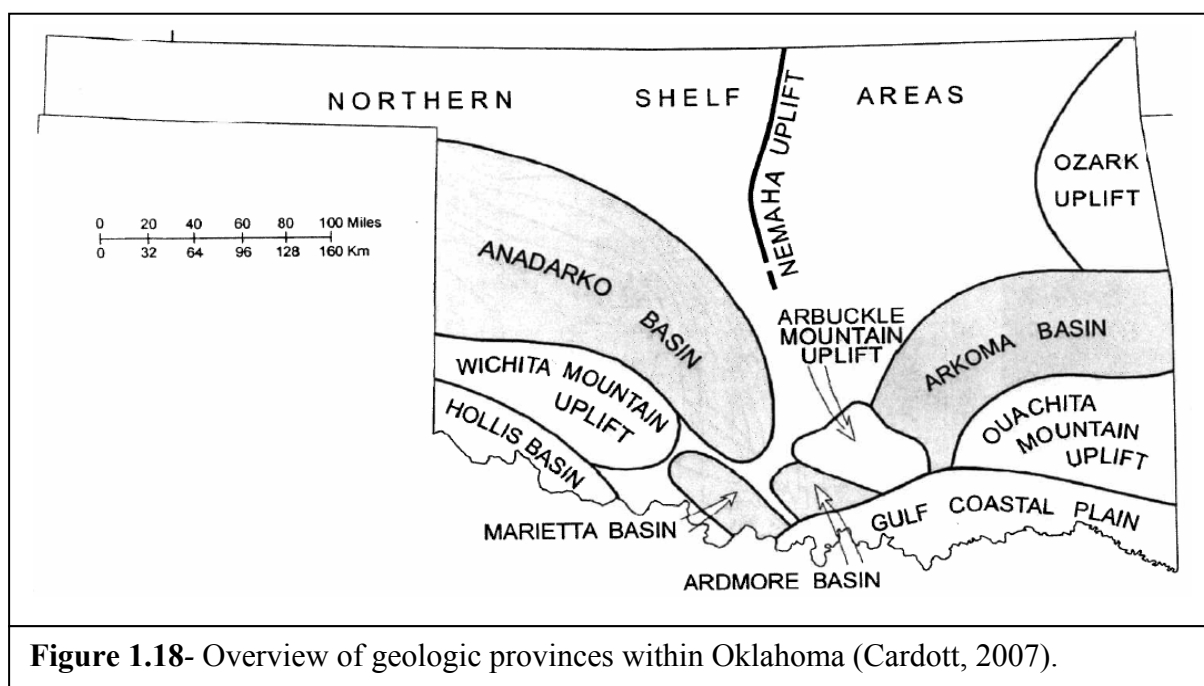 NORTHERN SHELF AREAS
NEMAHA UPLIFT
OZARK
UPLIFT
0 20 40 60 80 100 Miles
0 32 64 96 128 160 Km
ANADARKO
BASIN
ARBUCKLE
MOUNTAIN
UPLIFT
ARKOMA BASIN
WICHITA MOUNTAIN
UPLIFT
HOLLIS BASIN
OUACHITA
MOUNTAIN
UPLIFT
MARIETTA BASIN
GULF COASTAL PLAIN
ARDMORE BASIN
Figure 1.18- Overview of geologic provinces within Oklahoma (Cardott, 2007).